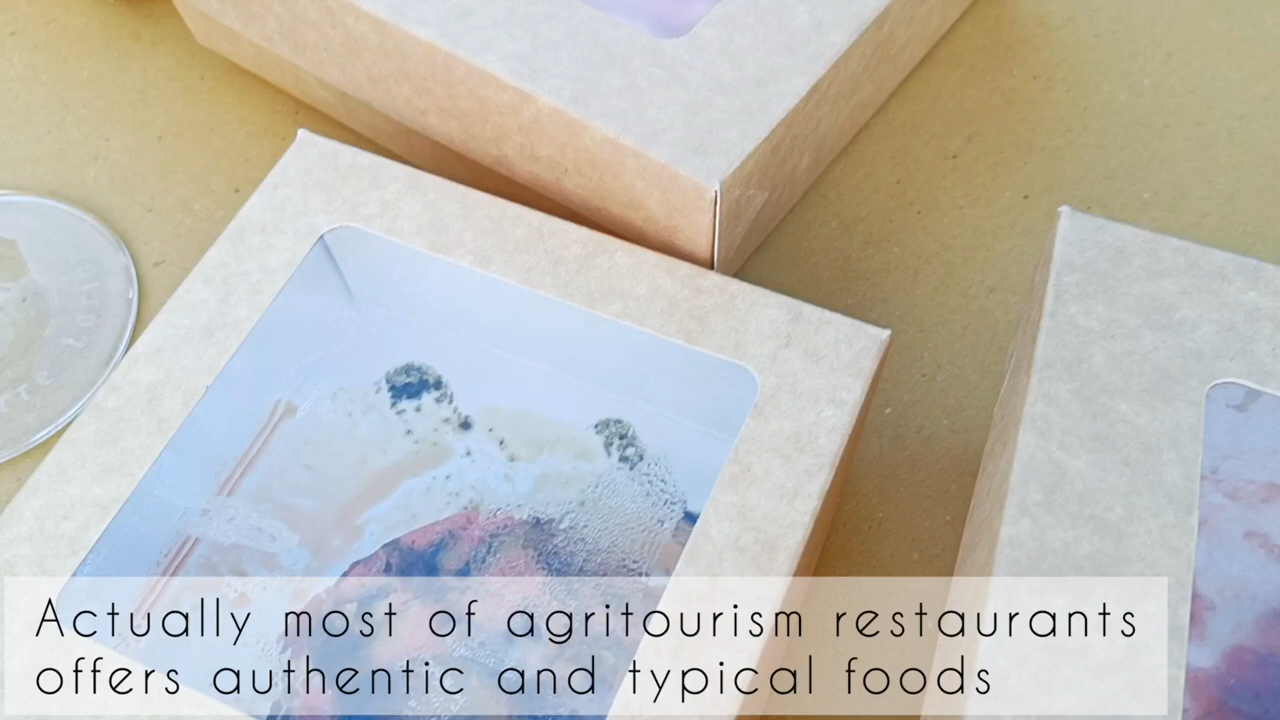 Actually most of agritourism restaurants
offers authentic and typical foods